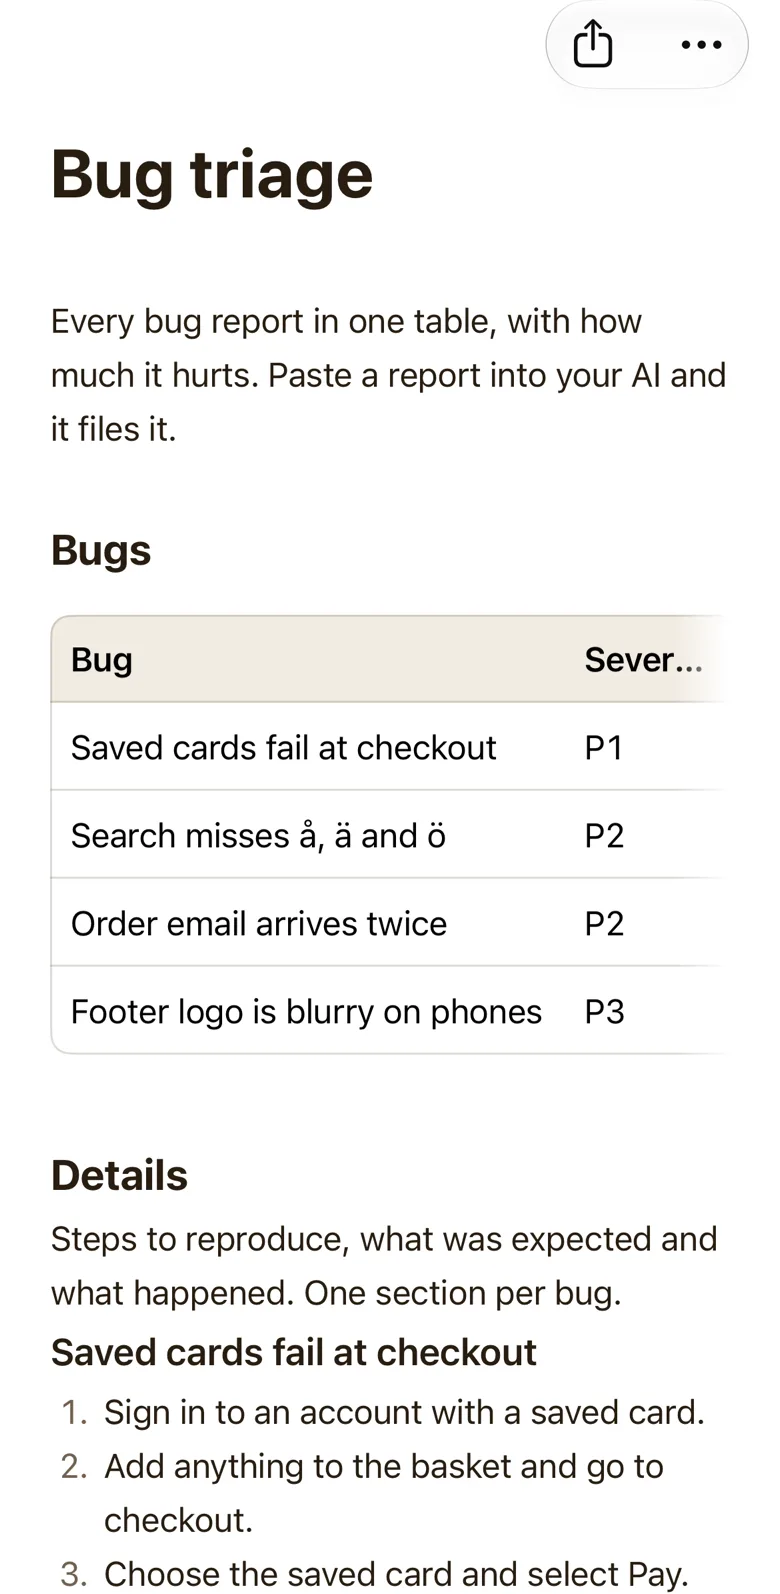 Bug triage
Every bug report in one table, with how
much it hurts. Paste a report into your AI and
it files it.
Bugs
Bug Sever...
Saved cards fail at checkout P1
Search misses å, ä and ö P2
Order email arrives twice P2
Footer logo is blurry on phones P3
Details
Steps to reproduce, what was expected and
what happened. One section per bug.
Saved cards fail at checkout
1. Sign in to an account with a saved card.
2. Add anything to the basket and go to
checkout.
3. Choose the saved card and select Pay.